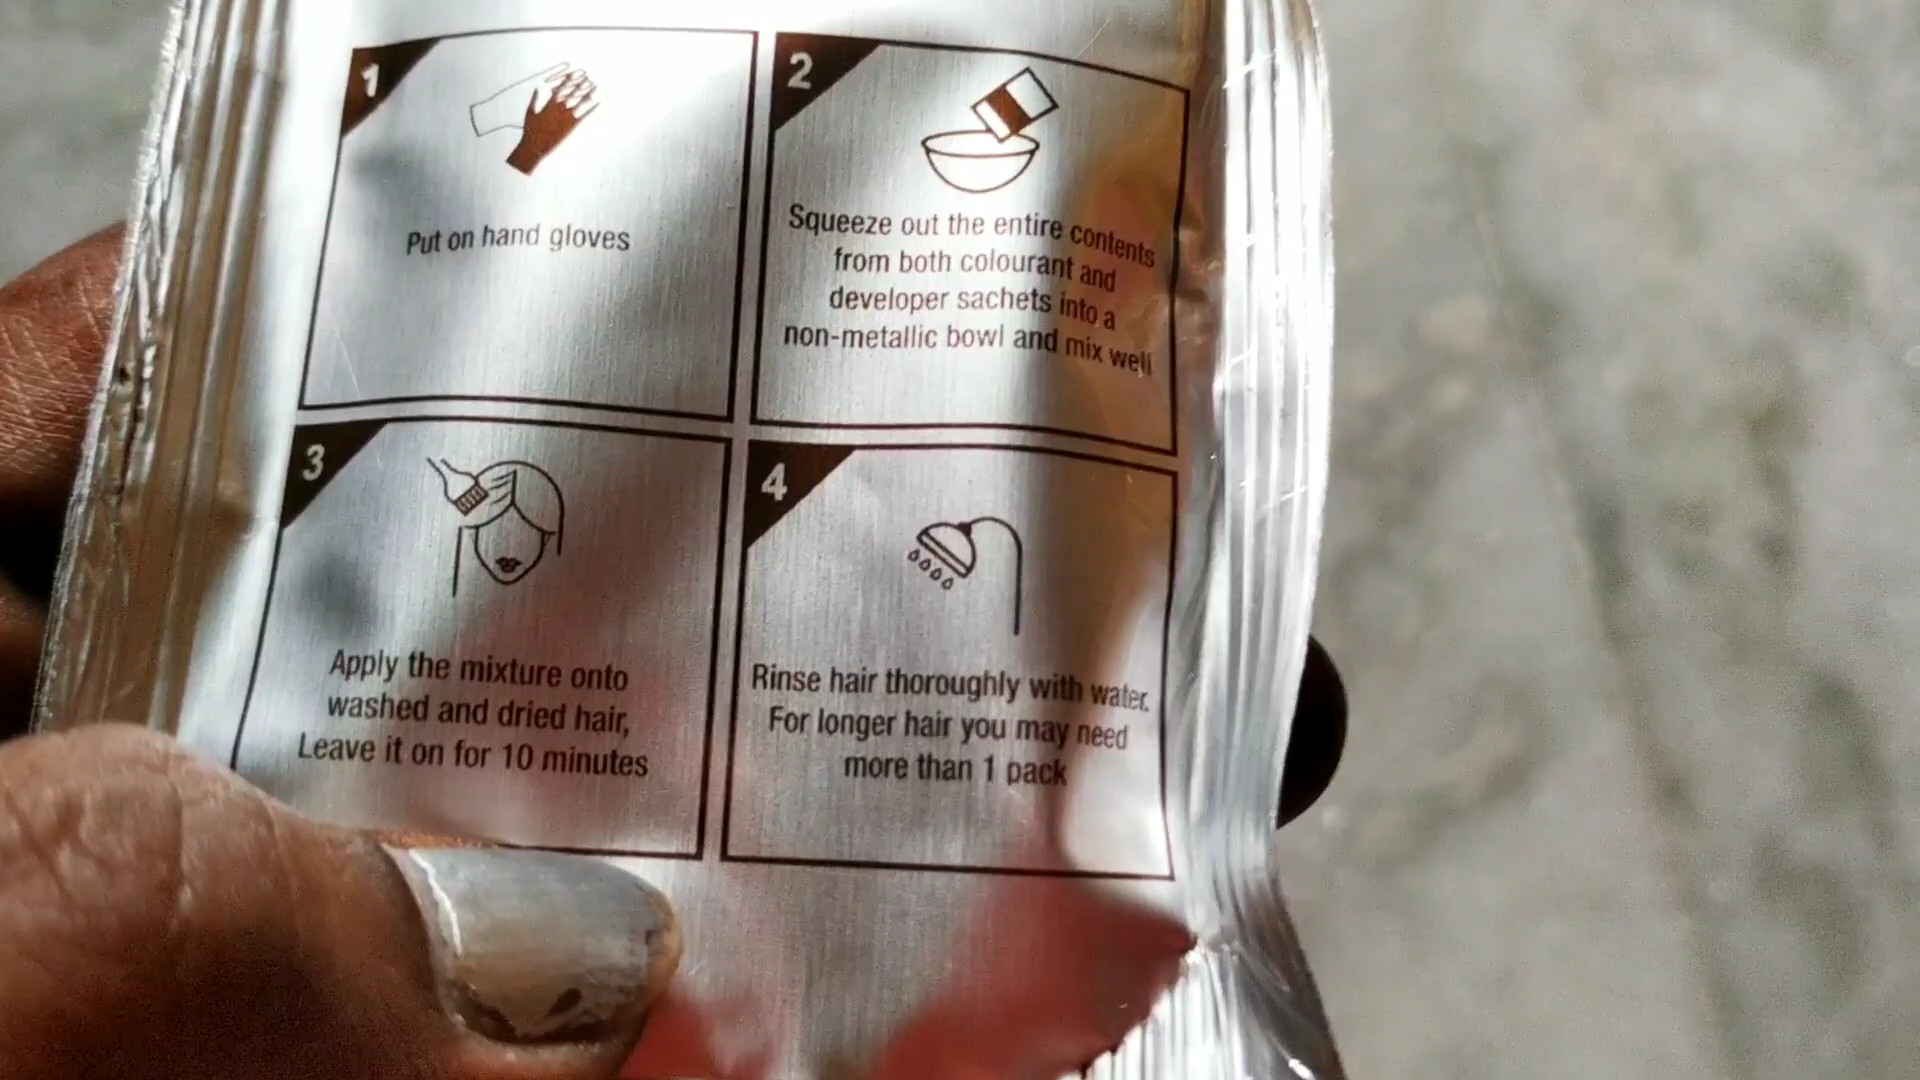 1
Put on hand gloves
2
Squeeze out the entire contents
from both colourant and
developer sachets into a
non-metallic bowl and mix well
3
Apply the mixture onto
washed and dried hair,
Leave it on for 10 minutes
4
Rinse hair thoroughly with water.
For longer hair you may need
more than 1 pack